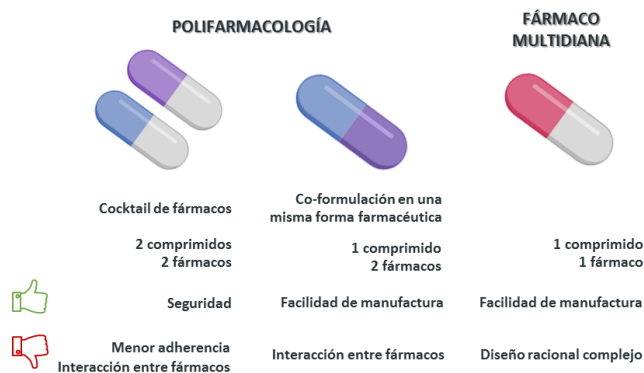 POLIFARMACOLOGÍA
FÁRMACO
MULTIDIANA
Cocktail de fármacos
Co-formulación en una
misma forma farmacéutica
2 comprimidos
2 fármacos
1 comprimido
2 fármacos
1 comprimido
1 fármaco
Seguridad
Facilidad de manufactura
Facilidad de manufactura
Menor adherencia
Interacción entre fármacos
Interacción entre fármacos
Diseño racional complejo